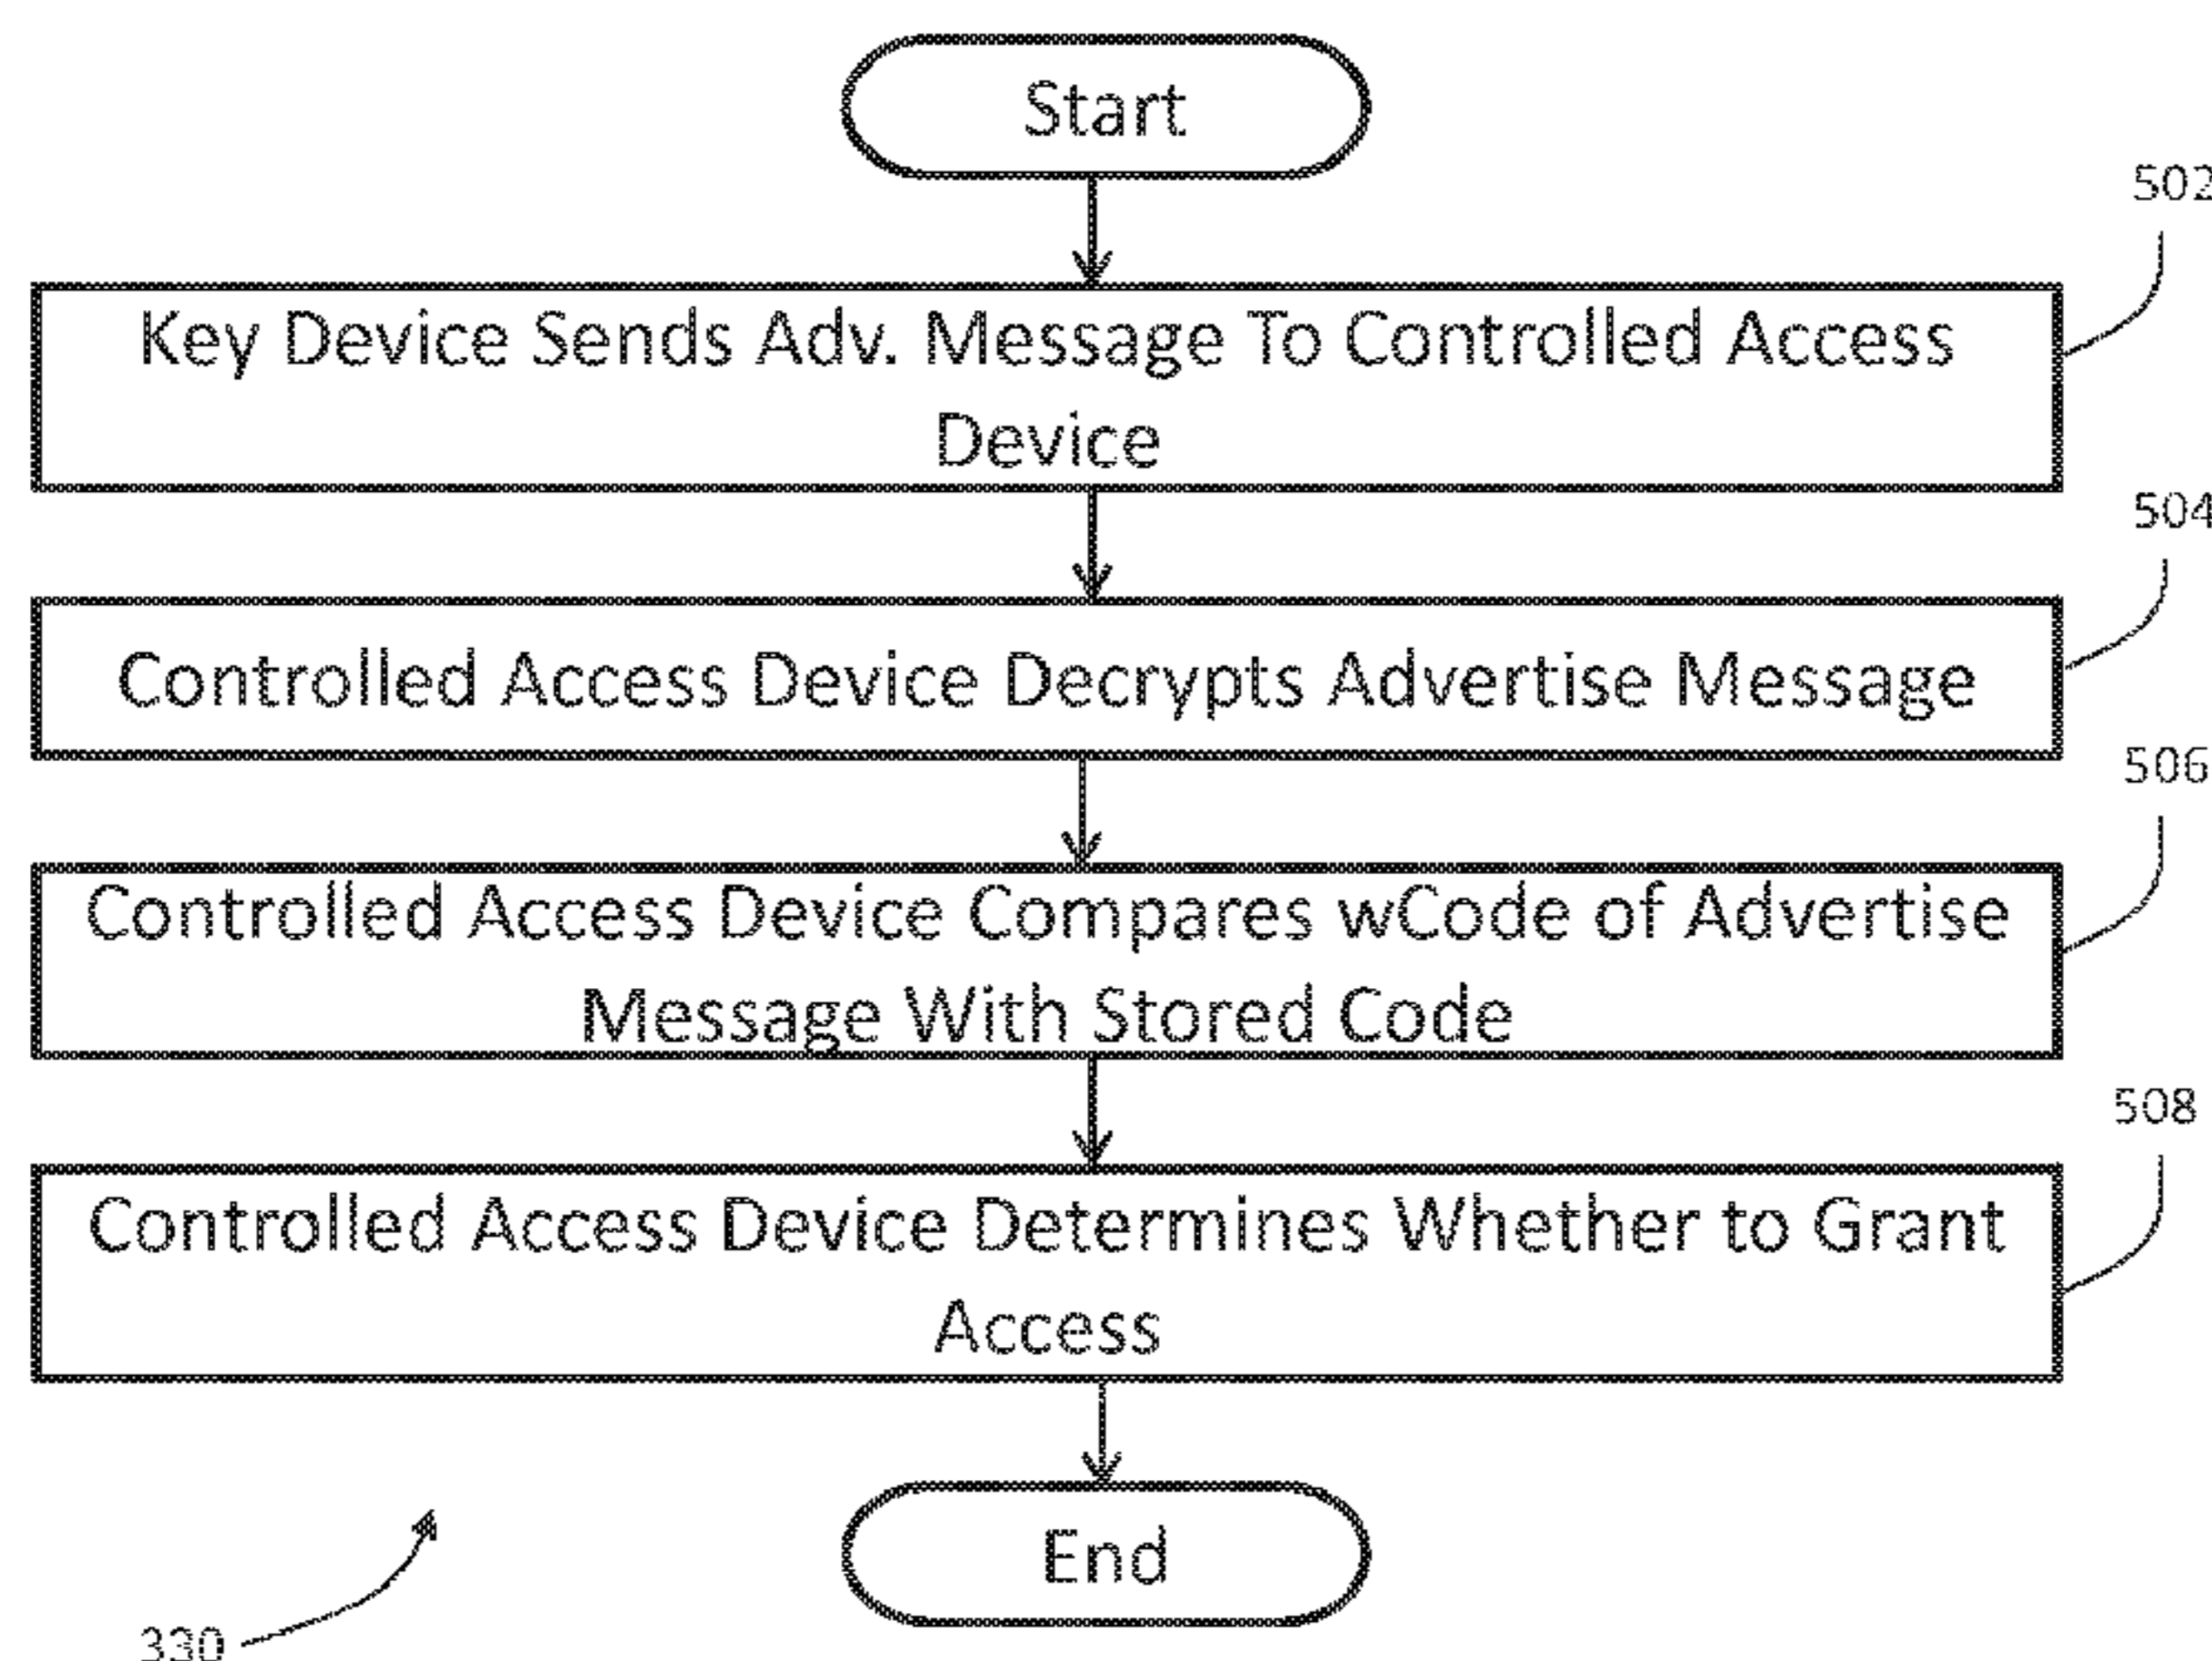 Start
502
Key Device Sends Adv. Message To Controlled Access
Device
504
Controlled Access Device Decrypts Advertise Message
506
Controlled Access Device Compares wCode of Advertise
Message With Stored Code
508
Controlled Access Device Determines Whether to Grant
Access
End
330